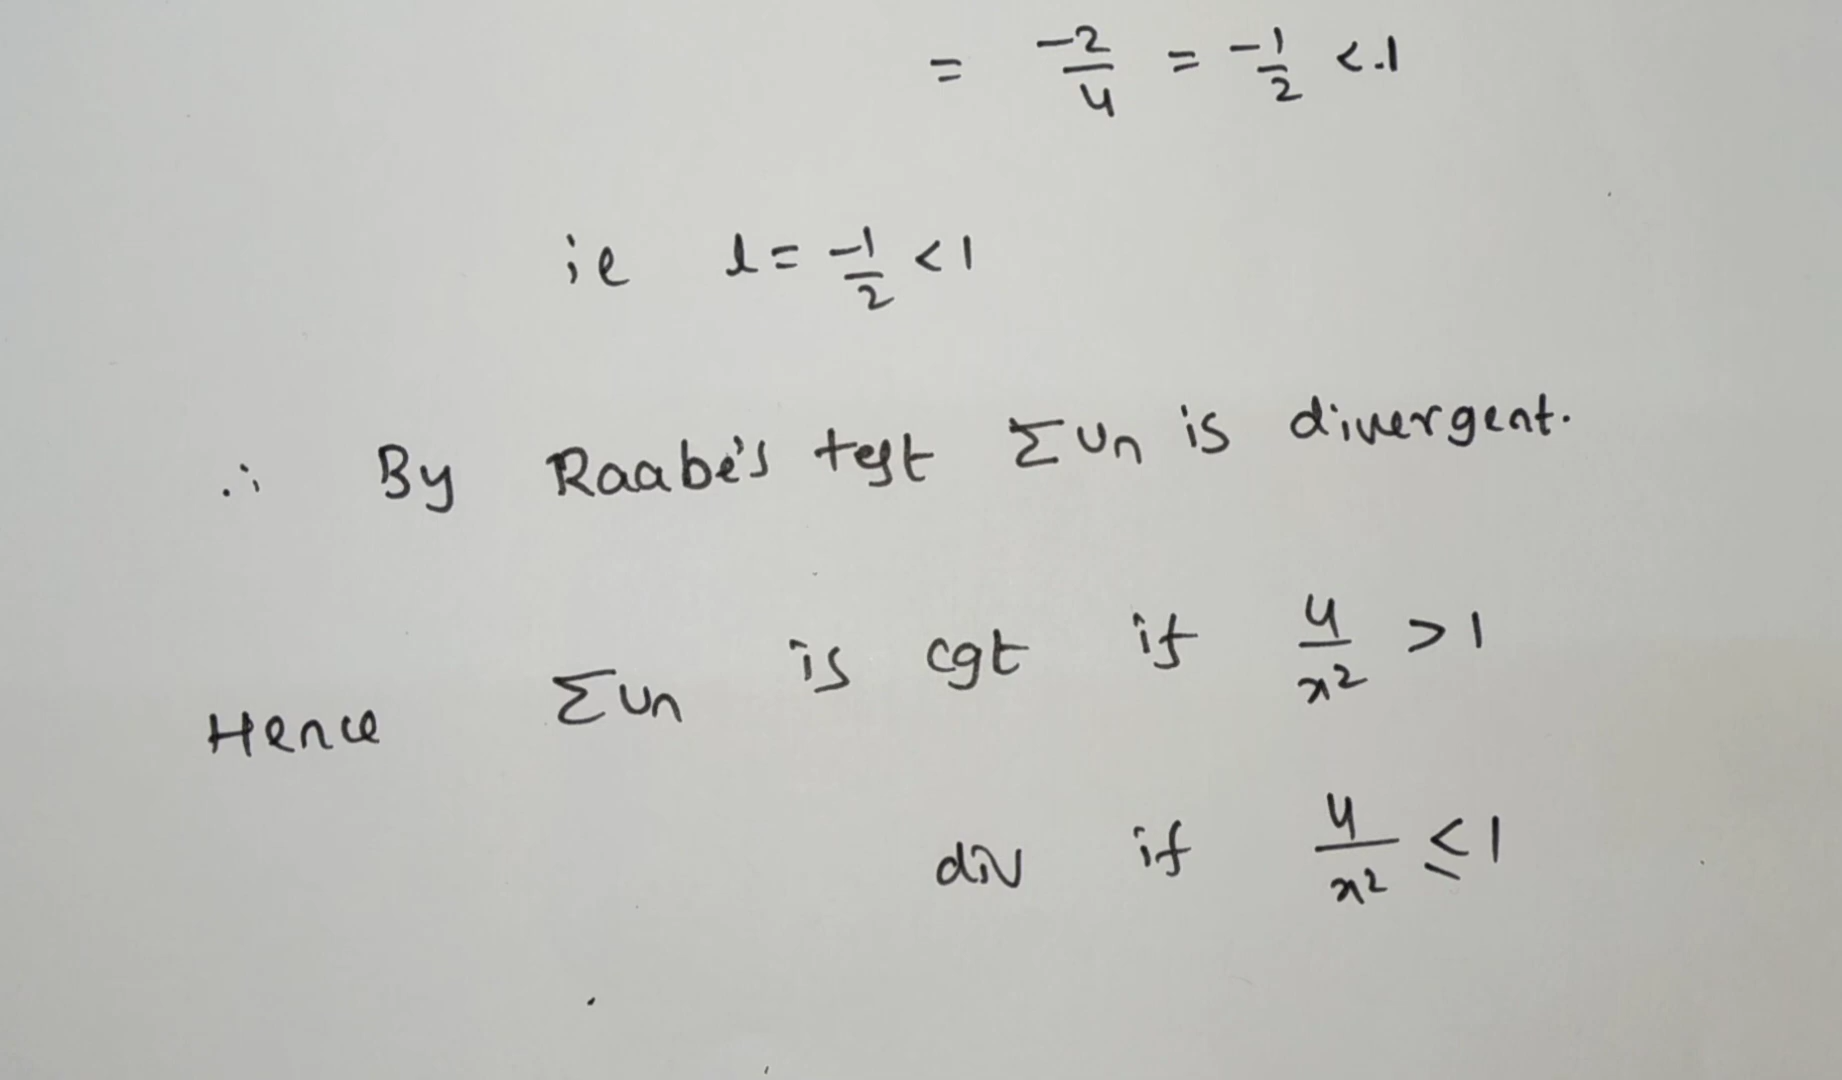 = -2/4 = -1/2 <.1
ie l = -1/2 < 1
∴ By Raabe's test Σun is divergent.
Hence Σun is cgt if 4/x² > 1
div if 4/x² ≤ 1